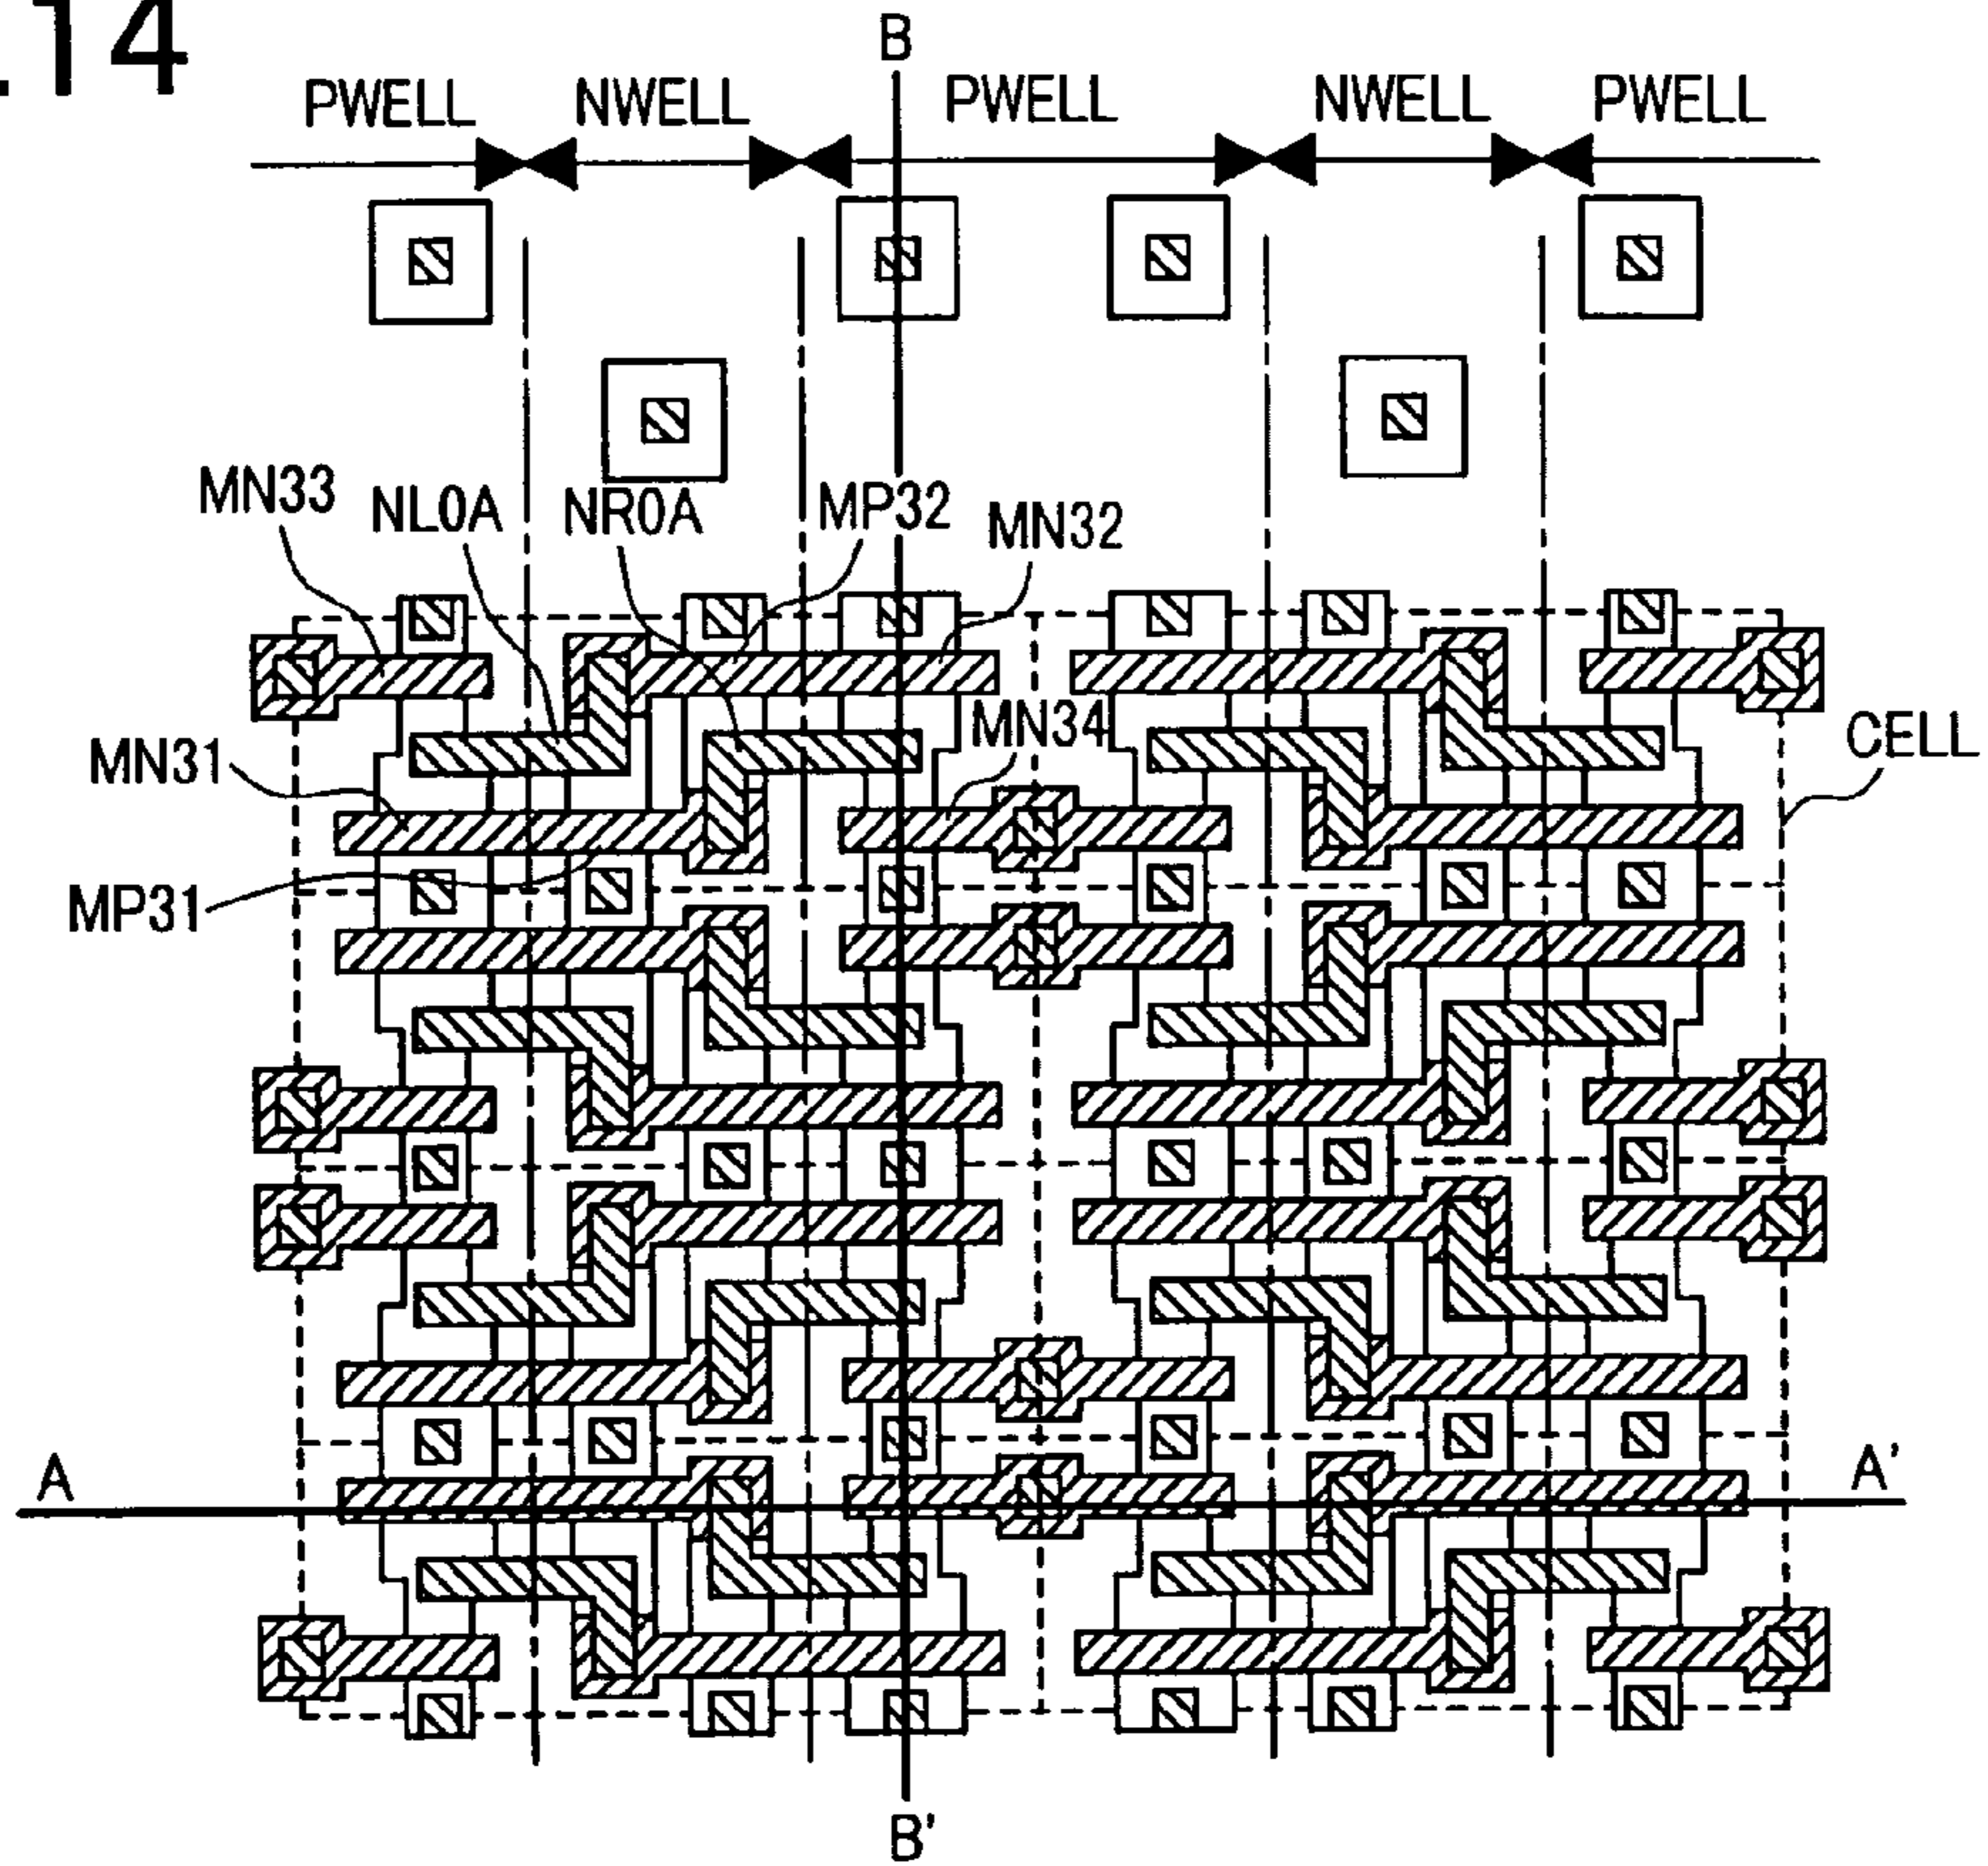 .14
B
PWELL NWELL PWELL NWELL PWELL
MN33 NL0A NR0A MP32 MN32
MN34
MN31
CELL
MP31
A A'
B'